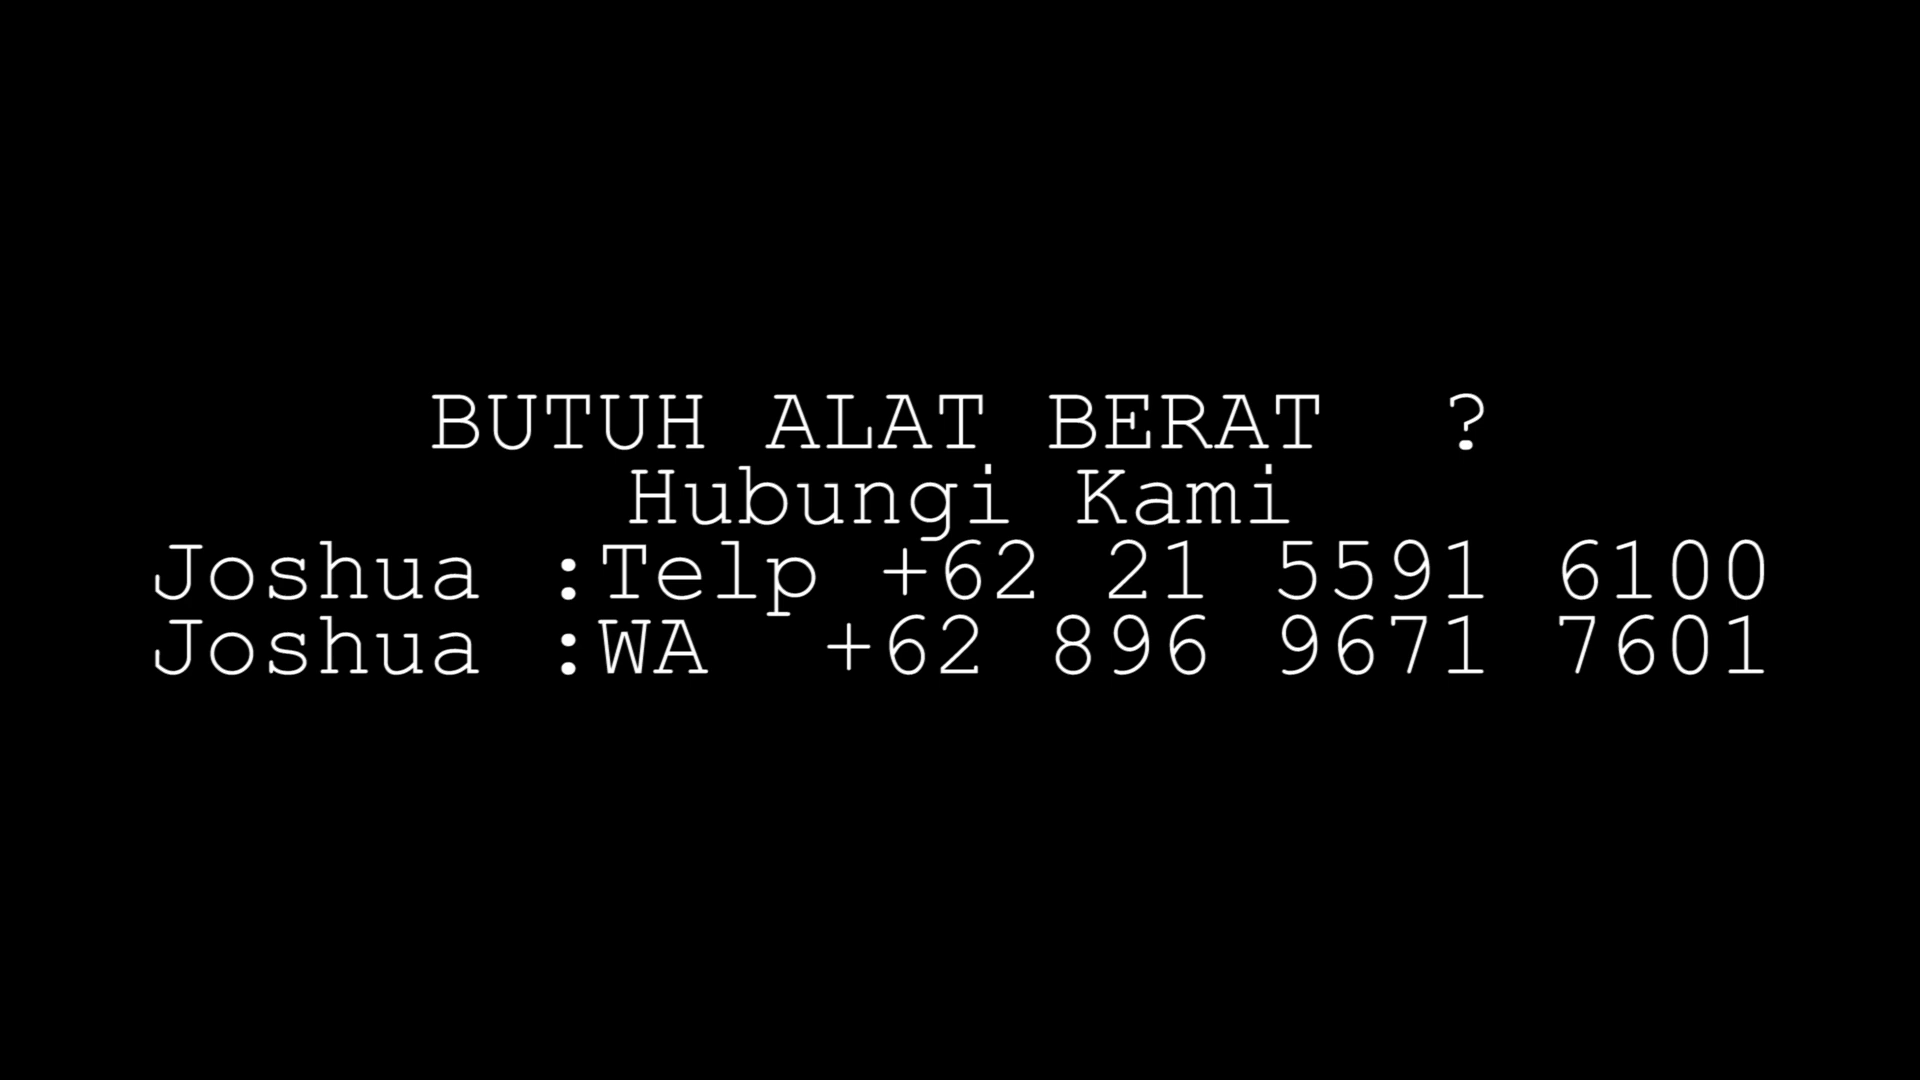 BUTUH ALAT BERAT  ?
Hubungi Kami
Joshua :Telp +62 21 5591 6100
Joshua :WA  +62 896 9671 7601